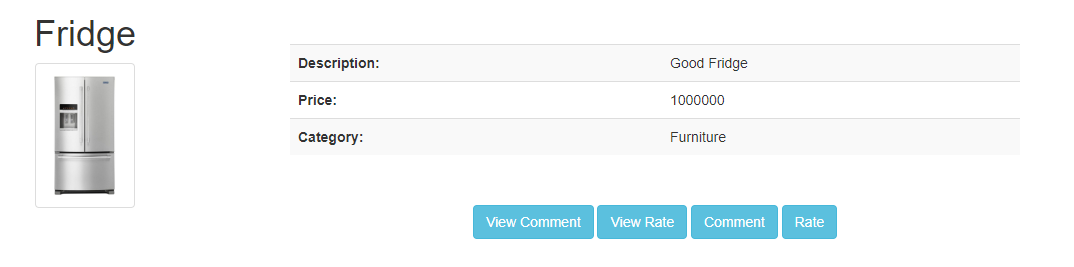 Fridge
Description: Good Fridge
Price: 1000000
Category: Furniture
View Comment View Rate Comment Rate